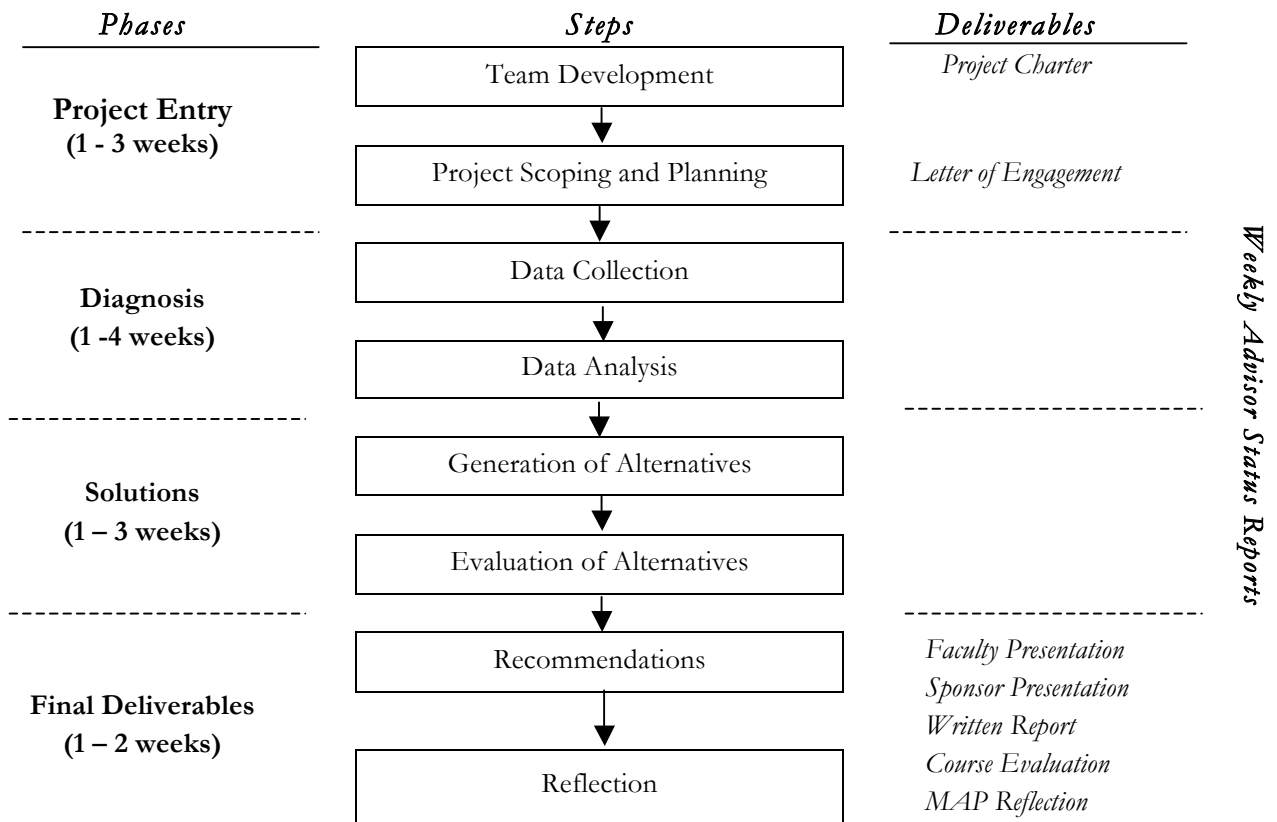 Phases
Steps
Deliverables
Team Development
Project Charter
Project Entry
(1 - 3 weeks)
Project Scoping and Planning
Letter of Engagement
Data Collection
Diagnosis
(1 -4 weeks)
Data Analysis
Generation of Alternatives
Solutions
(1 – 3 weeks)
Evaluation of Alternatives
Recommendations
Final Deliverables
(1 – 2 weeks)
Reflection
Faculty Presentation
Sponsor Presentation
Written Report
Course Evaluation
MAP Reflection
Weekly Advisor Status Reports